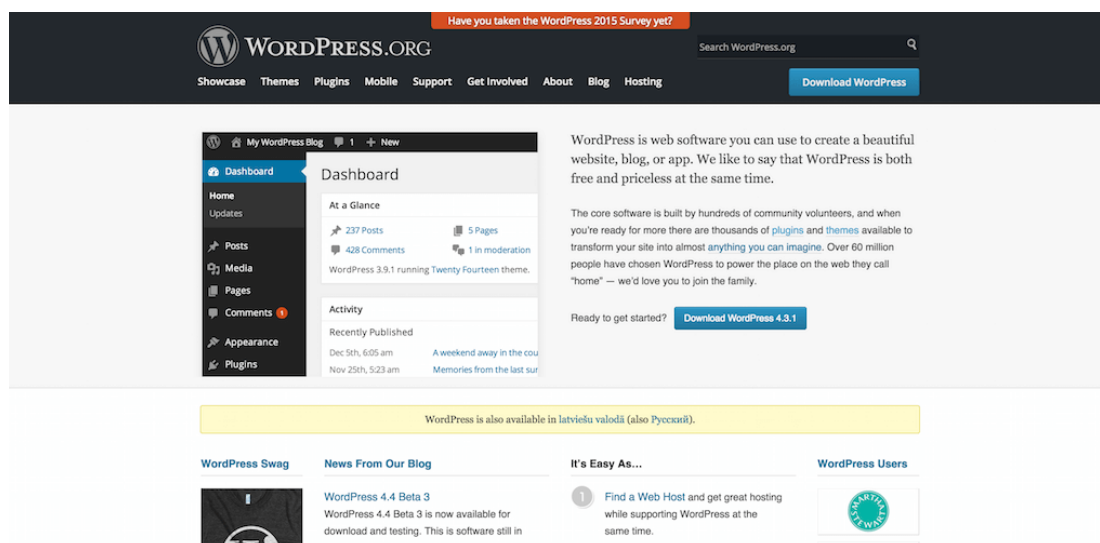 Have you taken the WordPress 2015 Survey yet?
WORDPRESS.ORG
Search WordPress.org
Showcase Themes Plugins Mobile Support Get Involved About Blog Hosting
Download WordPress
My WordPress Blog 1 + New
Dashboard
Home
Updates
Posts
Media
Pages
Comments 1
Appearance
Plugins
Dashboard
At a Glance
237 Posts 5 Pages
428 Comments 1 in moderation
WordPress 3.9.1 running Twenty Fourteen theme.
Activity
Recently Published
Dec 5th, 6:05 am A weekend away in the cou
Nov 25th, 5:23 am Memories from the last sur
WordPress is web software you can use to create a beautiful
website, blog, or app. We like to say that WordPress is both
free and priceless at the same time.
The core software is built by hundreds of community volunteers, and when
you're ready for more there are thousands of plugins and themes available to
transform your site into almost anything you can imagine. Over 60 million
people have chosen WordPress to power the place on the web they call
“home” — we'd love you to join the family.
Ready to get started? Download WordPress 4.3.1
WordPress is also available in latviešu valodā (also Русский).
WordPress Swag
News From Our Blog
WordPress 4.4 Beta 3
WordPress 4.4 Beta 3 is now available for
download and testing. This is software still in
It's Easy As...
1 Find a Web Host and get great hosting
while supporting WordPress at the
same time.
WordPress Users
MARTHA
STEWART